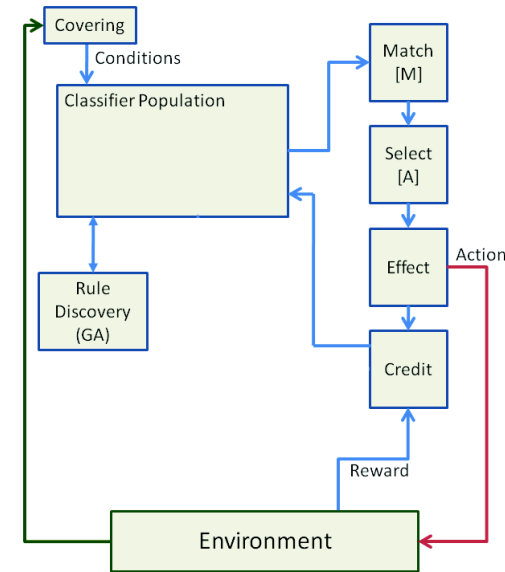 Covering
Conditions
Classifier Population
Match
[M]
Select
[A]
Effect
Action
Rule
Discovery
(GA)
Credit
Reward
Environment